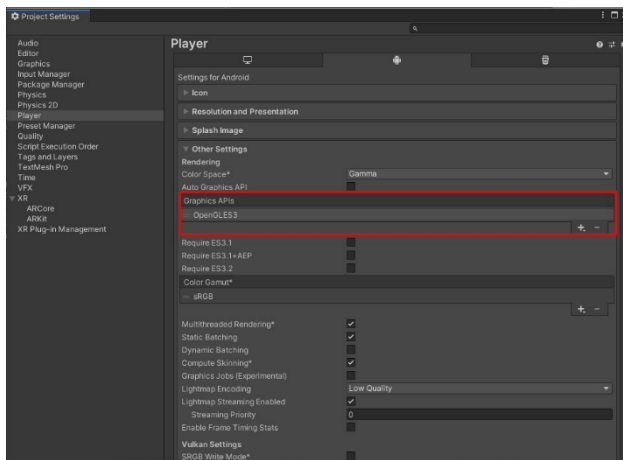 Project Settings
Audio
Editor
Graphics
Input Manager
Package Manager
Physics
Physics 2D
Player
Preset Manager
Quality
Script Execution Order
Tags and Layers
TextMesh Pro
Time
VFX
XR
ARCore
ARKit
XR Plug-in Management
Player
Settings for Android
Icon
Resolution and Presentation
Splash Image
Other Settings
Rendering
Color Space* Gamma
Auto Graphics API
Graphics APIs
OpenGLES3
Require ES3.1
Require ES3.1+AEP
Require ES3.2
Color Gamut*
sRGB
Multithreaded Rendering*
Static Batching
Dynamic Batching
Compute Skinning*
Graphics Jobs (Experimental)
Lightmap Encoding Low Quality
Lightmap Streaming Enabled
Streaming Priority 0
Enable Frame Timing Stats
Vulkan Settings
SRGB Write Mode*